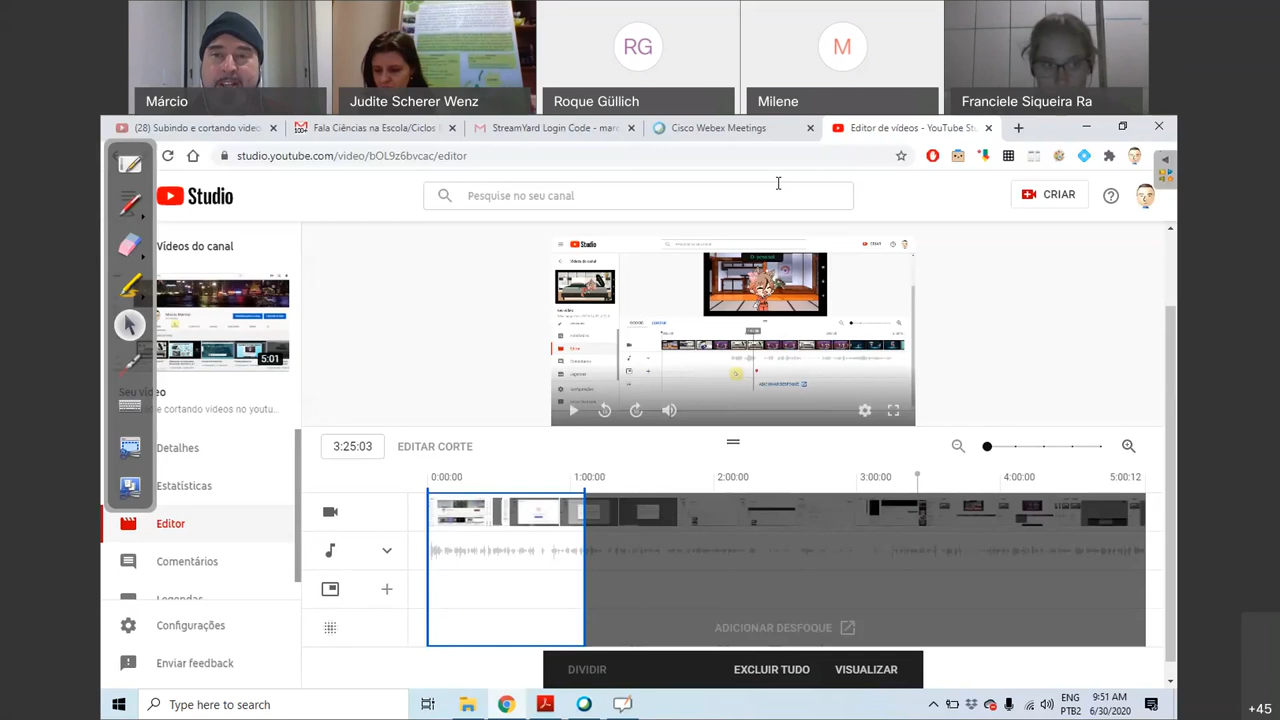 RG
M
Márcio
Judite Scherer Wenz
Roque Güllich
Milene
Franciele Siqueira Ra
(28) Subindo e cortando video
Fala Ciências na Escola/Ciclos
StreamYard Login Code - mar
Cisco Webex Meetings
Editor de vídeos - YouTube St
studio.youtube.com/video/bOL9z6bvcac/editor
Studio
Pesquise no seu canal
CRIAR
Vídeos do canal
5:01
Seu vídeo
e cortando videos no youtu...
Detalhes
Estatísticas
Editor
Comentários
Legendas
Configurações
Enviar feedback
3:25:03
EDITAR CORTE
0:00:00
1:00:00
2:00:00
3:00:00
4:00:00
5:00:12
ADICIONAR DESFOQUE
DIVIDIR
EXCLUIR TUDO
VISUALIZAR
Type here to search
ENG
PTB2
9:51 AM
6/30/2020
+45